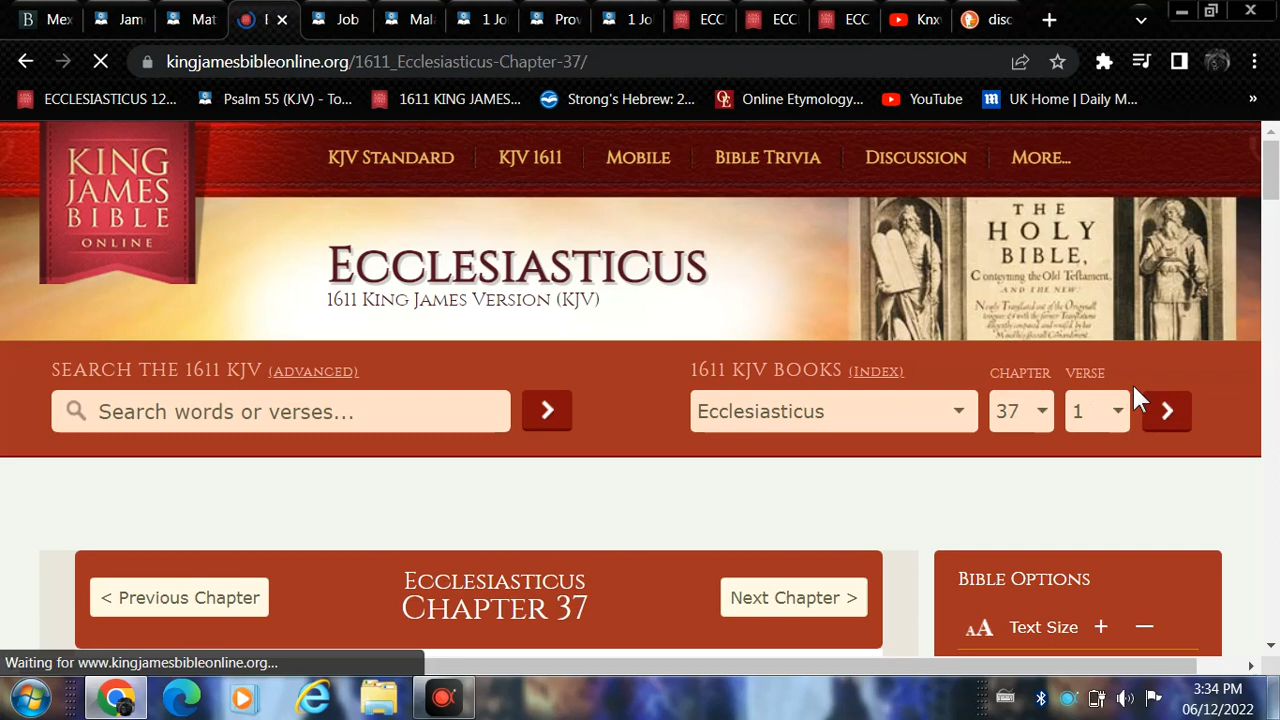 B Mex
Jam
Mat
Job
Mala
1 Jo
Prov
1 Jo
ECC
ECC
ECC
Knx
disc
kingjamesbibleonline.org/1611_Ecclesiasticus-Chapter-37/
ECCLESIASTICUS 12...
Psalm 55 (KJV) - To...
1611 KING JAMES...
Strong's Hebrew: 2...
Online Etymology...
YouTube
UK Home | Daily M...
»
KING
JAMES
BIBLE
ONLINE
KJV STANDARD
KJV 1611
MOBILE
BIBLE TRIVIA
DISCUSSION
MORE...
ECCLESIASTICUS
1611 KING JAMES VERSION (KJV)
THE
HOLY
BIBLE,
Conteyning the Old Testament,
AND THE NEW:
SEARCH THE 1611 KJV (ADVANCED)
Search words or verses...
1611 KJV BOOKS (INDEX)
CHAPTER
VERSE
Ecclesiasticus
37
1
< Previous Chapter
ECCLESIASTICUS
CHAPTER 37
Next Chapter >
BIBLE OPTIONS
AA Text Size + —
Waiting for www.kingjamesbibleonline.org...
3:34 PM
06/12/2022